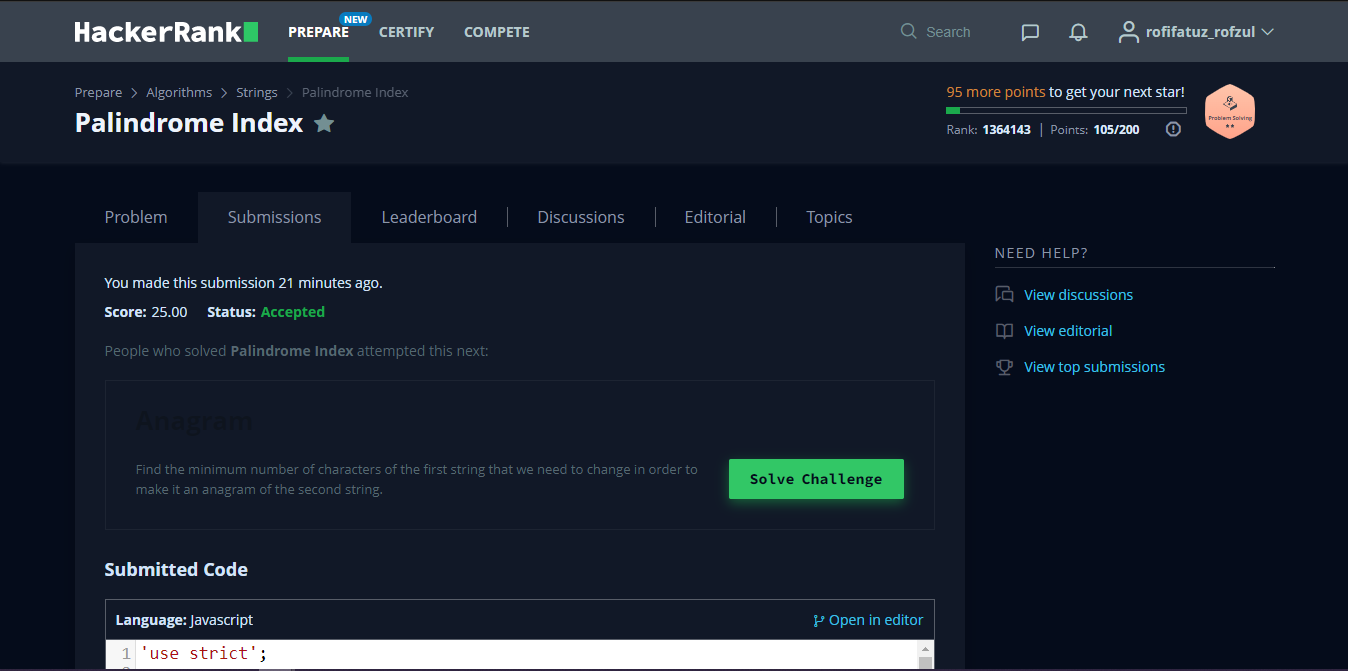 HackerRank
PREPARE
NEW
CERTIFY
COMPETE
Search
rofifatuz_rofzul
Prepare > Algorithms > Strings > Palindrome Index
Palindrome Index
95 more points to get your next star!
Rank: 1364143 | Points: 105/200
Problem Solving
Problem
Submissions
Leaderboard
Discussions
Editorial
Topics
You made this submission 21 minutes ago.
Score: 25.00 Status: Accepted
People who solved Palindrome Index attempted this next:
Anagram
Find the minimum number of characters of the first string that we need to change in order to
make it an anagram of the second string.
Solve Challenge
Submitted Code
Language: Javascript
Open in editor
1 'use strict';
NEED HELP?
View discussions
View editorial
View top submissions